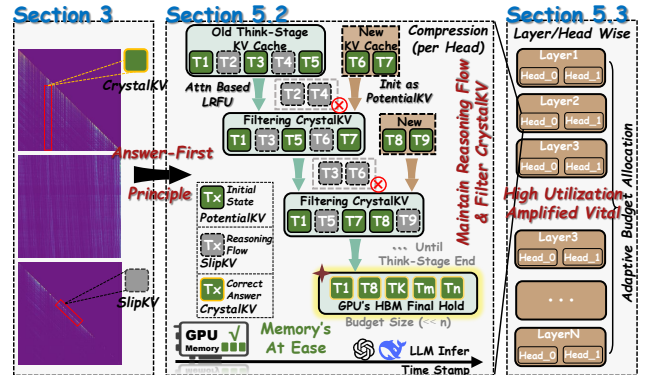 Section 3
CrystalKV
SlipKV
Answer-First
Principle
Section 5.2
Old Think-Stage
KV Cache
T1 T2 T3 T4 T5
New
KV Cache
T6 T7
Compression
(per Head)
Attn Based
LRFU
T2 T4
Init as
PotentialKV
Filtering CrystalKV
T1 T3 T5 T6 T7
New
T8 T9
T3 T6
Filtering CrystalKV
T1 T5 T7 T8 T9
Maintain Reasoning Flow
& Filter CrystalKV
Tx Initial
State
PotentialKV
Tx Reasoning
Flow
SlipKV
Tx Correct
Answer
CrystalKV
... Until
Think-Stage End
T1 T8 TK Tm Tn
GPU's HBM Final Hold
Budget Size (<< n)
GPU √
Memory
Memory's
At Ease
LLM Infer
Time Stamp
Section 5.3
Layer/Head Wise
Layer1
Head_0 Head_1
Layer2
Head_0 Head_1
Layer3
Head_0 Head_1
High Utilization-
Amplified Vital
Layer3
Head_0 Head_1
...
LayerN
Head_0 Head_1
Adaptive Budget Allocation